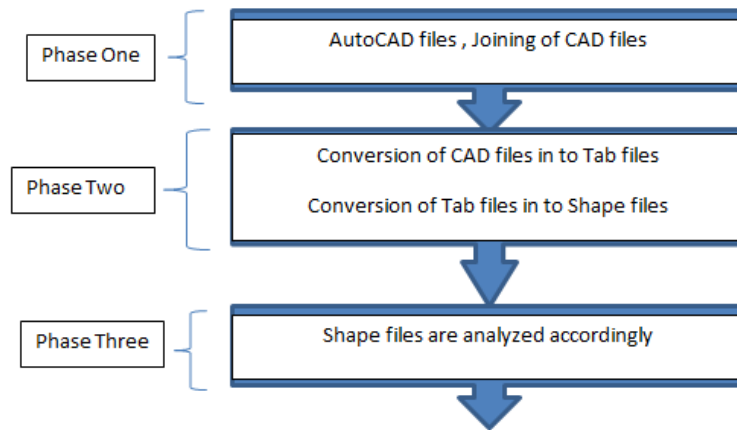 Phase One
AutoCAD files , Joining of CAD files
Phase Two
Conversion of CAD files in to Tab files
Conversion of Tab files in to Shape files
Phase Three
Shape files are analyzed accordingly